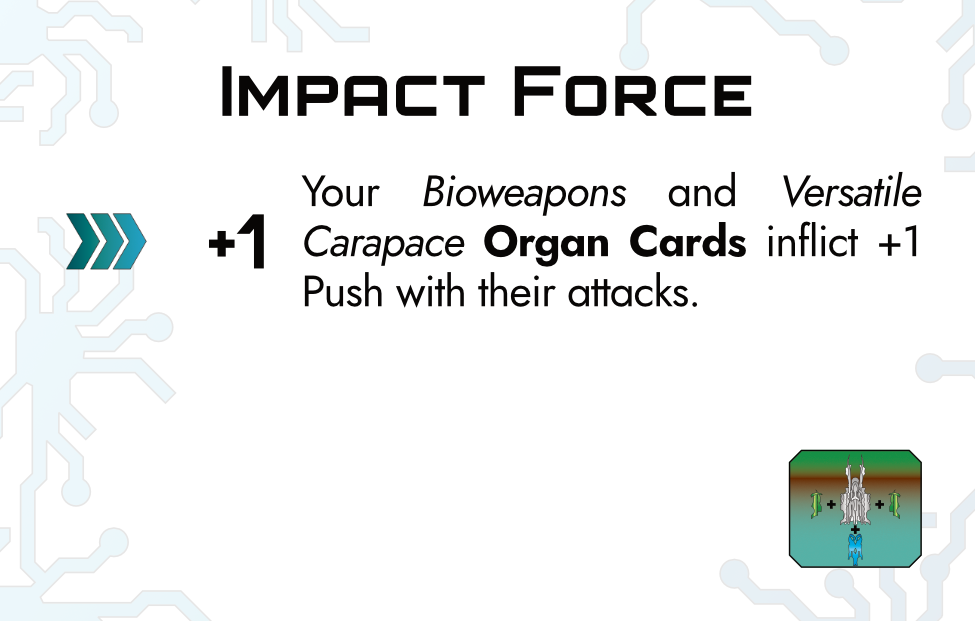 Impact Force
+1
Your Bioweapons and Versatile
Carapace Organ Cards inflict +1
Push with their attacks.
+ +
+